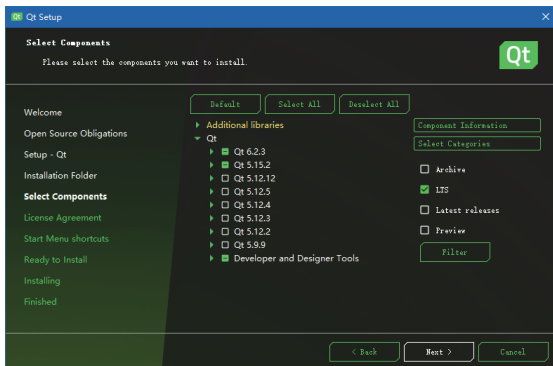 Qt Qt Setup
Select Components
Please select the components you want to install.
Qt
Welcome
Open Source Obligations
Setup - Qt
Installation Folder
Select Components
License Agreement
Start Menu shortcuts
Ready to Install
Installing
Finished
Default Select All Deselect All
Additional libraries
Qt
Qt 6.2.3
Qt 5.15.2
Qt 5.12.12
Qt 5.12.5
Qt 5.12.4
Qt 5.12.3
Qt 5.12.2
Qt 5.9.9
Developer and Designer Tools
Component Information
Select Categories
Archive
LTS
Latest releases
Preview
Filter
< Back Next > Cancel